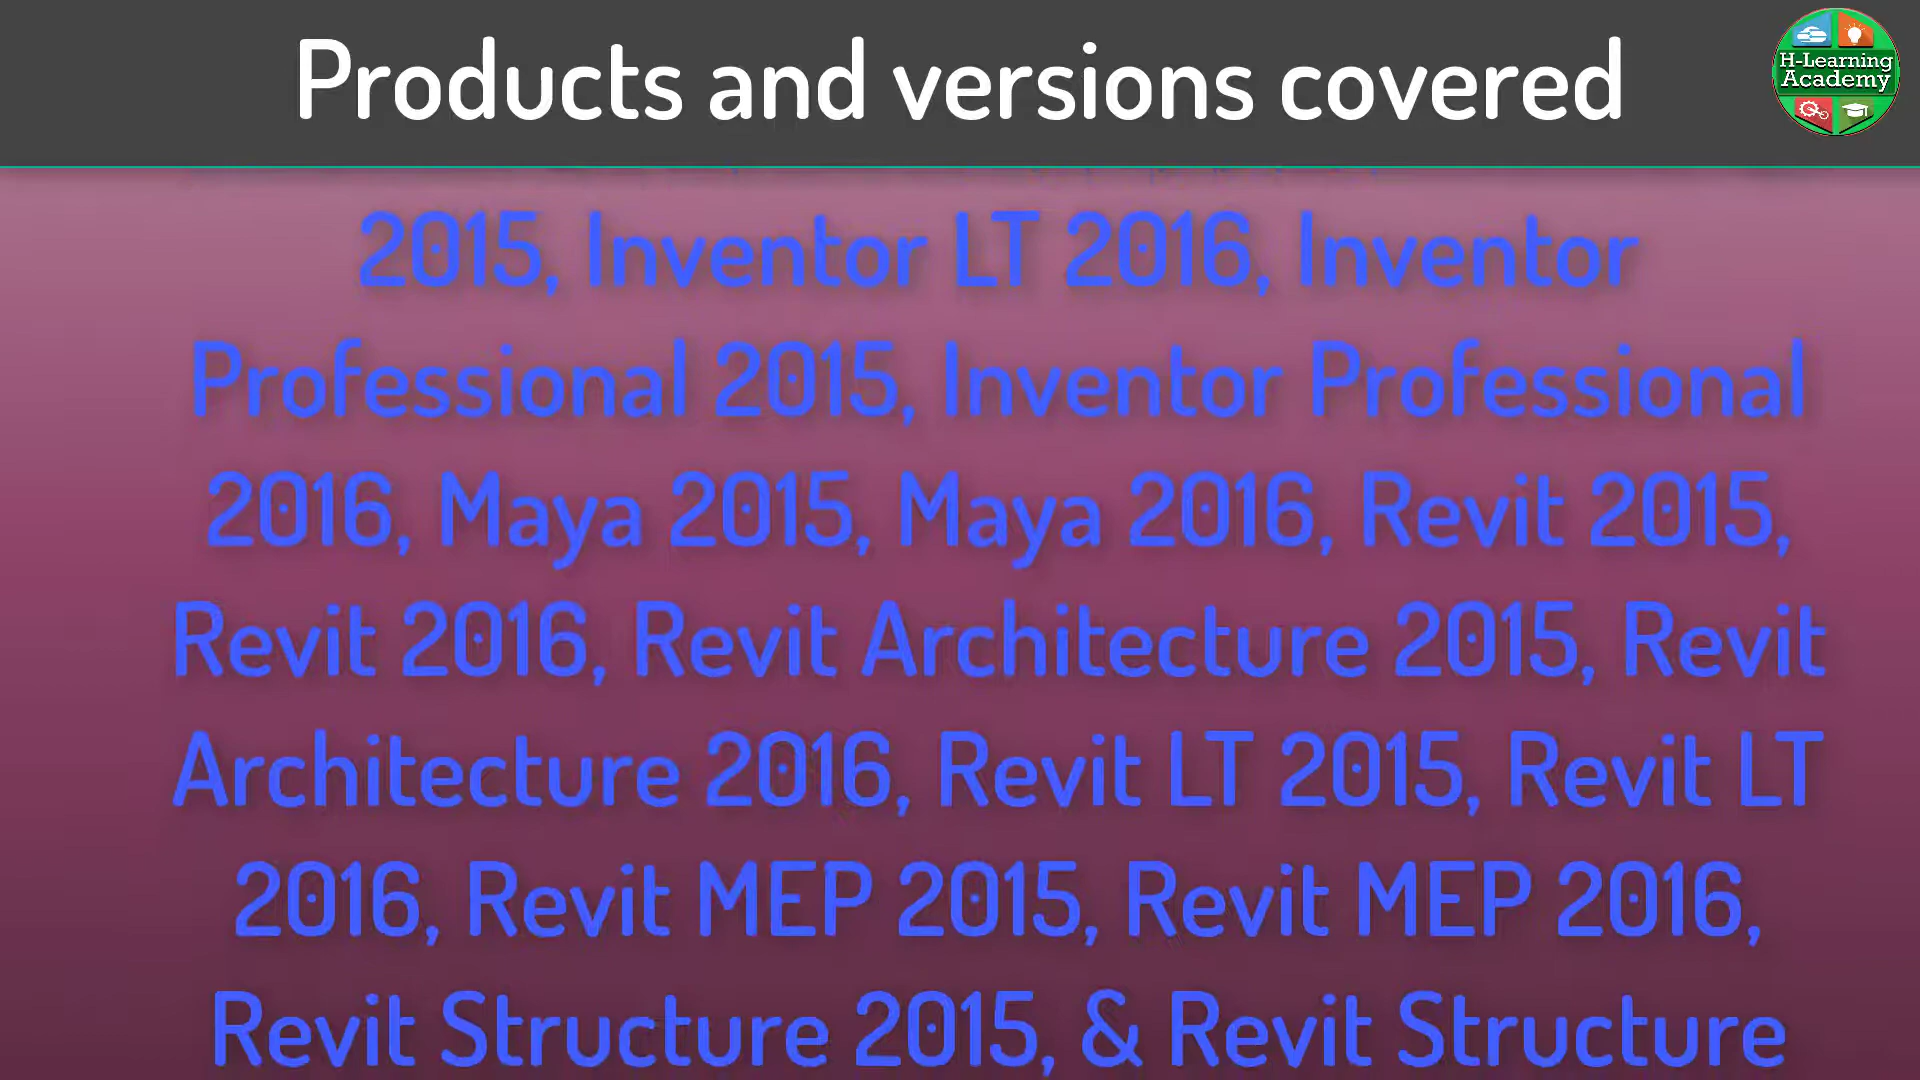 Products and versions covered
H-Learning
Academy
2015, Inventor LT 2016, Inventor
Professional 2015, Inventor Professional
2016, Maya 2015, Maya 2016, Revit 2015,
Revit 2016, Revit Architecture 2015, Revit
Architecture 2016, Revit LT 2015, Revit LT
2016, Revit MEP 2015, Revit MEP 2016,
Revit Structure 2015, & Revit Structure